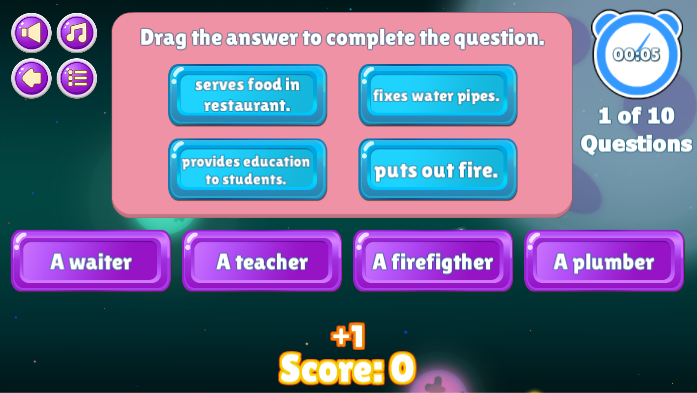 Drag the answer to complete the question.
00:05
serves food in
restaurant.
fixes water pipes.
1 of 10
Questions
provides education
to students.
puts out fire.
A waiter
A teacher
A firefigther
A plumber
+1
Score: 0